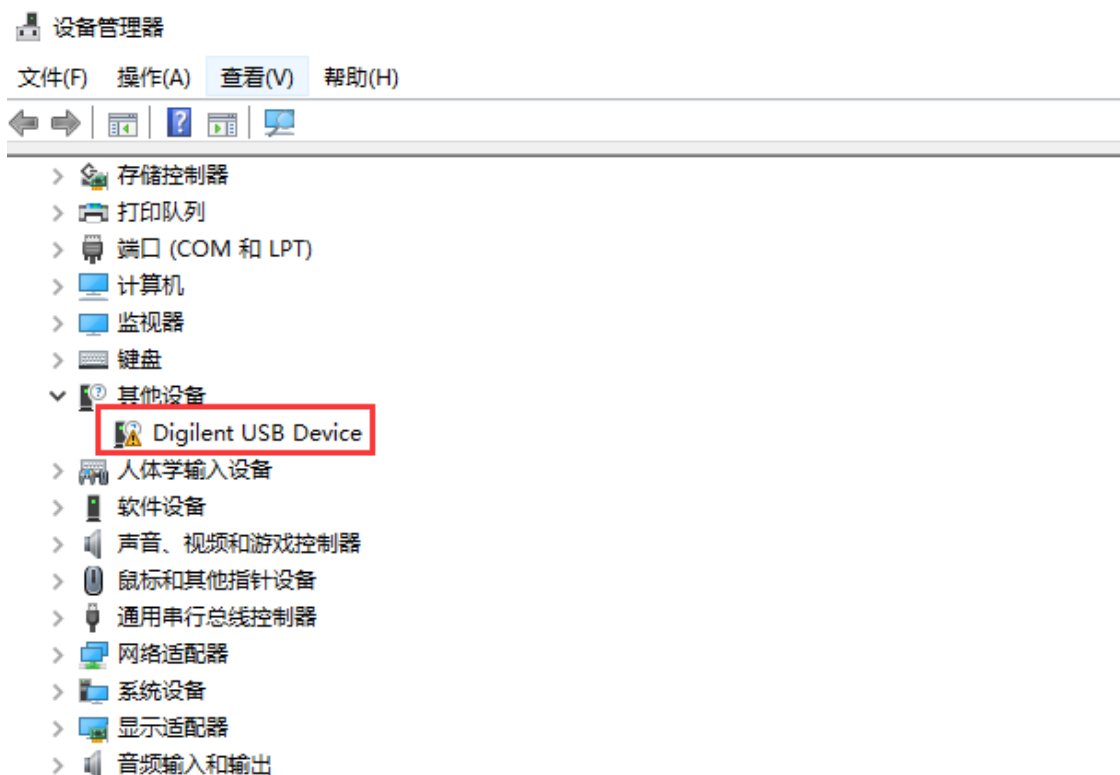 设备管理器
文件(F) 操作(A) 查看(V) 帮助(H)
存储控制器
打印队列
端口 (COM 和 LPT)
计算机
监视器
键盘
其他设备
Digilent USB Device
人体学输入设备
软件设备
声音、视频和游戏控制器
鼠标和其他指针设备
通用串行总线控制器
网络适配器
系统设备
显示适配器
音频输入和输出